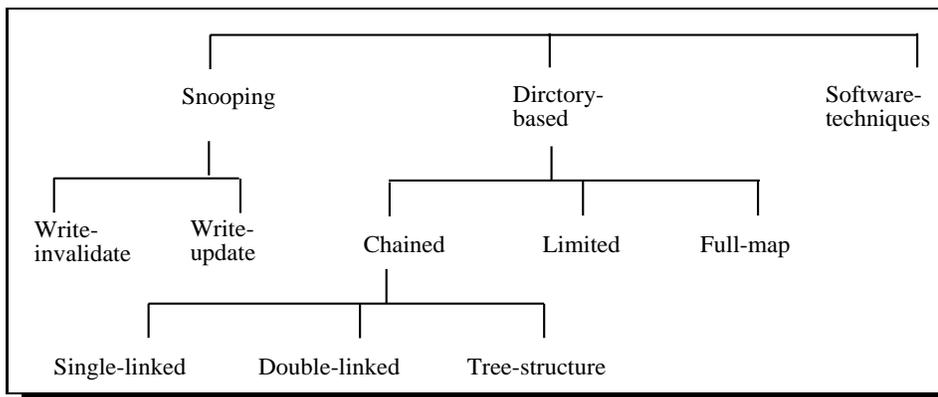 Snooping
Dirctory-
based
Software-
techniques
Write-
invalidate
Write-
update
Chained
Limited
Full-map
Single-linked
Double-linked
Tree-structure